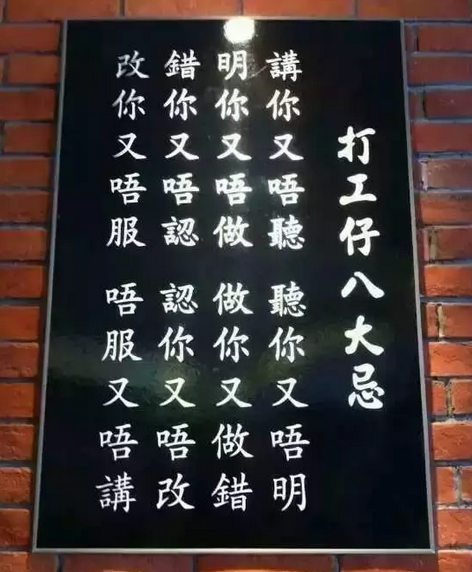 打工仔八大忌
講你又唔聽 聽你又唔明
明你又唔做 做你又做錯
錯你又唔認 認你又唔改
改你又唔服 唔服又唔講